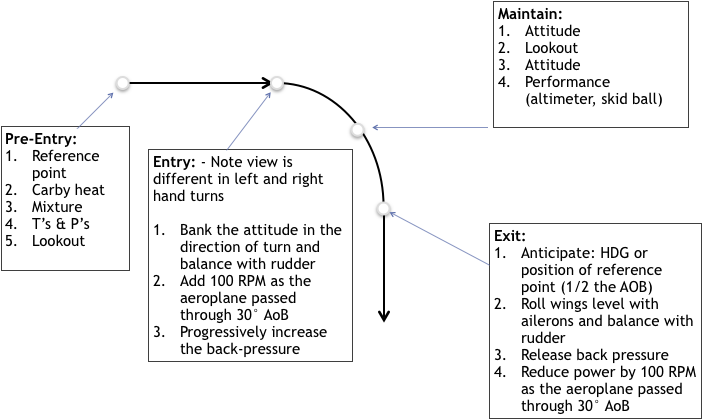 Maintain:
1. Attitude
2. Lookout
3. Attitude
4. Performance
(altimeter, skid ball)
Pre-Entry:
1. Reference
point
2. Carby heat
3. Mixture
4. T's & P's
5. Lookout
Entry: - Note view is
different in left and right
hand turns
1. Bank the attitude in the
direction of turn and
balance with rudder
2. Add 100 RPM as the
aeroplane passed
through 30° AoB
3. Progressively increase
the back-pressure
Exit:
1. Anticipate: HDG or
position of reference
point (1/2 the AOB)
2. Roll wings level with
ailerons and balance with
rudder
3. Release back pressure
4. Reduce power by 100 RPM
as the aeroplane passed
through 30° AoB